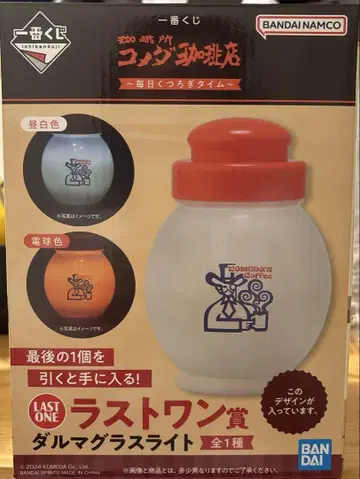 一番くじ
ichibankuji
一番くじ
BANDAI NAMCO
珈琲所
コメダ珈琲店
～毎日くつろぎタイム～
昼白色
※写真はイメージです。
電球色
※写真はイメージです。
KOMEDA'S
Coffee
最後の1個を
引くと手に入る!
LAST
ONE
ラストワン賞
ダルマグラスライト 全1種
この
デザインが
入っています。
BAN
DAI
© 2024 KOMEDA Co., Ltd.
BANDAI SPIRITS MADE IN CHINA
※画像と商品とは、多少異なりますのでご了承ください。